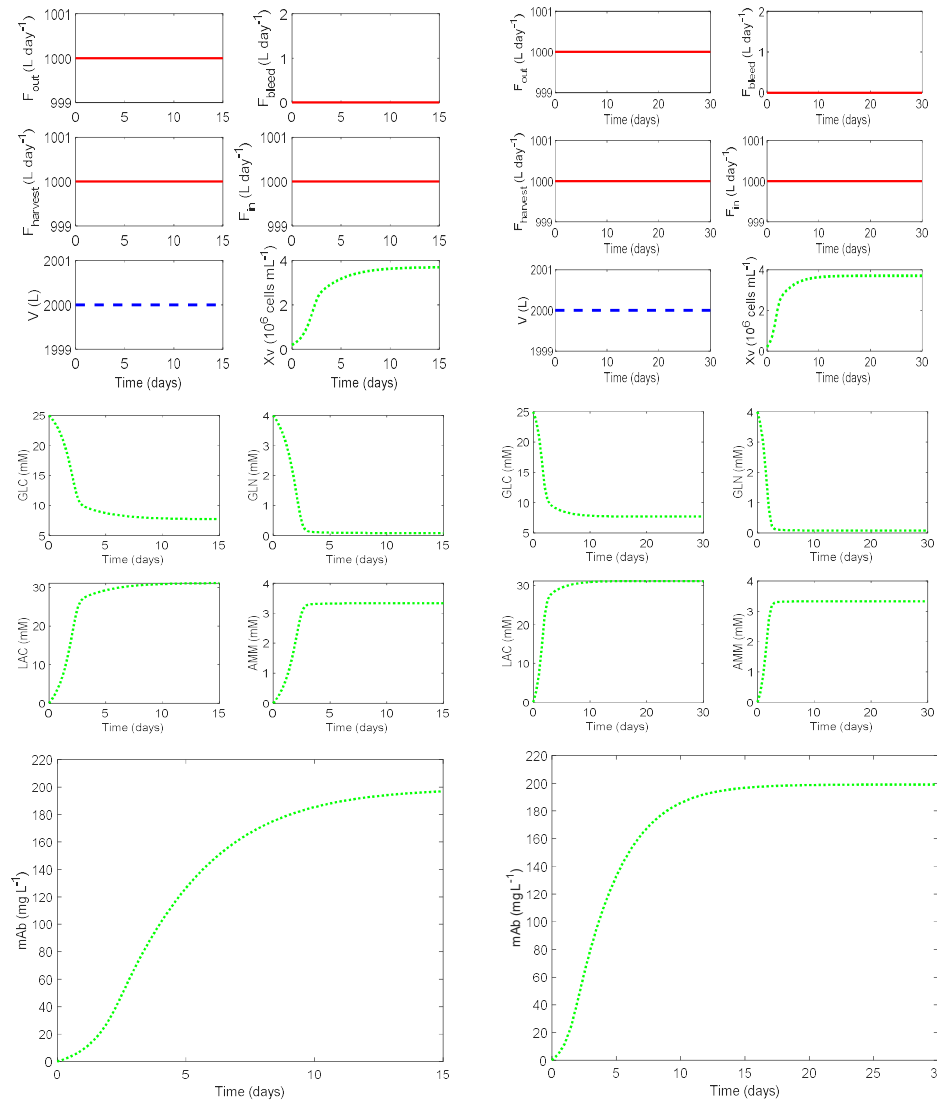 1001
1000
999
F_out (L day⁻¹)
0 5 10 15
2
1
0
F_bleed (L day⁻¹)
0 5 10 15
1001
1000
999
F_out (L day⁻¹)
0 10 20 30
Time (days)
2
1
0
F_bleed (L day⁻¹)
0 10 20 30
Time (days)
1001
1000
999
F_harvest (L day⁻¹)
0 5 10 15
1001
1000
999
F_in (L day⁻¹)
0 5 10 15
1001
1000
999
F_harvest (L day⁻¹)
0 10 20 30
Time (days)
1001
1000
999
F_in (L day⁻¹)
0 10 20 30
Time (days)
2001
2000
1999
V (L)
0 5 10 15
Time (days)
4
2
0
Xv (10⁶ cells mL⁻¹)
0 5 10 15
Time (days)
2001
2000
1999
V (L)
0 10 20 30
Time (days)
4
2
0
Xv (10⁶ cells mL⁻¹)
0 10 20 30
Time (days)
25
20
15
10
5
GLC (mM)
0 5 10 15
Time (days)
4
3
2
1
0
GLN (mM)
0 5 10 15
Time (days)
25
20
15
10
5
GLC (mM)
0 10 20 30
Time (days)
4
3
2
1
0
GLN (mM)
0 10 20 30
Time (days)
30
20
10
0
LAC (mM)
0 5 10 15
Time (days)
4
3
2
1
0
AMM (mM)
0 5 10 15
Time (days)
30
20
10
0
LAC (mM)
0 10 20 30
Time (days)
4
3
2
1
0
AMM (mM)
0 10 20 30
Time (days)
220
200
180
160
140
120
100
80
60
40
20
0
mAb (mg L⁻¹)
0 5 10 15
Time (days)
220
200
180
160
140
120
100
80
60
40
20
0
mAb (mg L⁻¹)
0 5 10 15 20 25 30
Time (days)